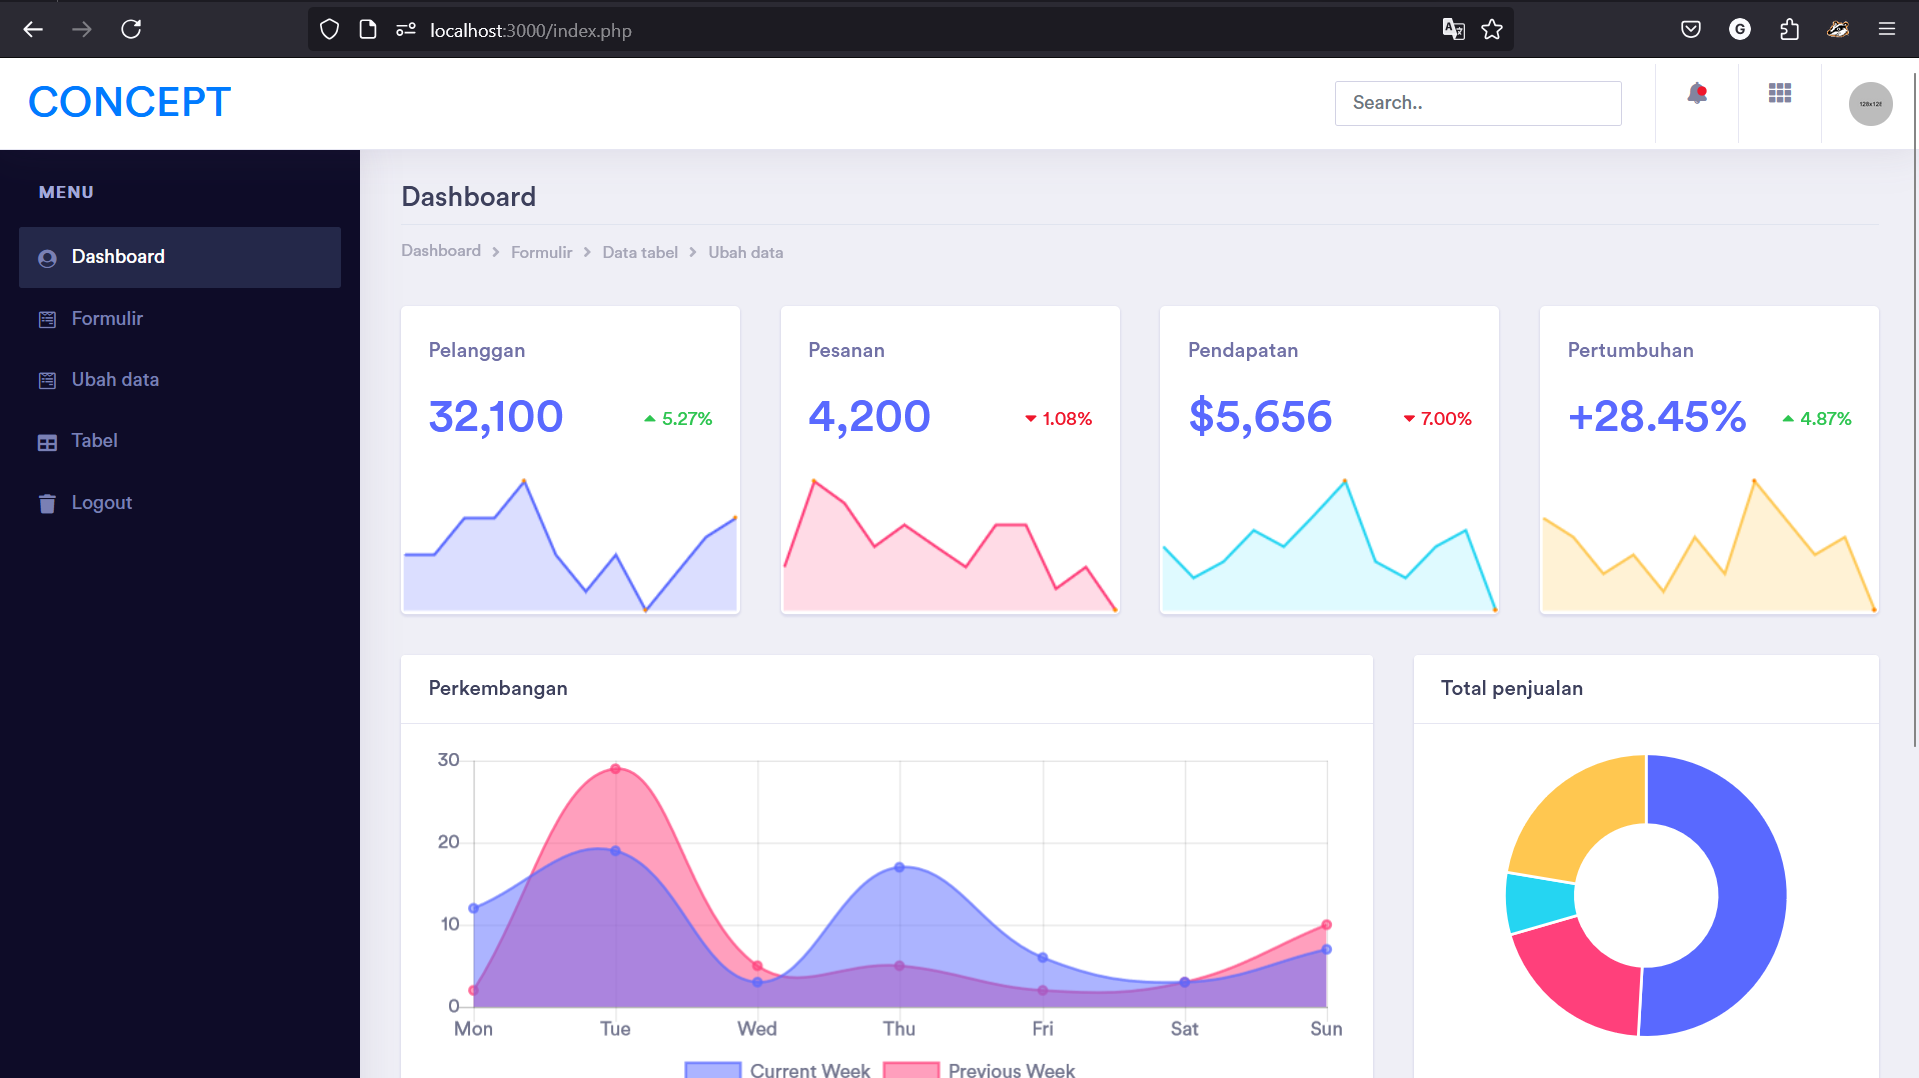 localhost:3000/index.php
CONCEPT
Search..
128x128
MENU
Dashboard
Formulir
Ubah data
Tabel
Logout
Dashboard
Dashboard Formulir Data tabel Ubah data
Pelanggan
32,100 5.27%
Pesanan
4,200 1.08%
Pendapatan
$5,656 7.00%
Pertumbuhan
+28.45% 4.87%
Perkembangan
30
20
10
0
Mon Tue Wed Thu Fri Sat Sun
Current Week Previous Week
Total penjualan